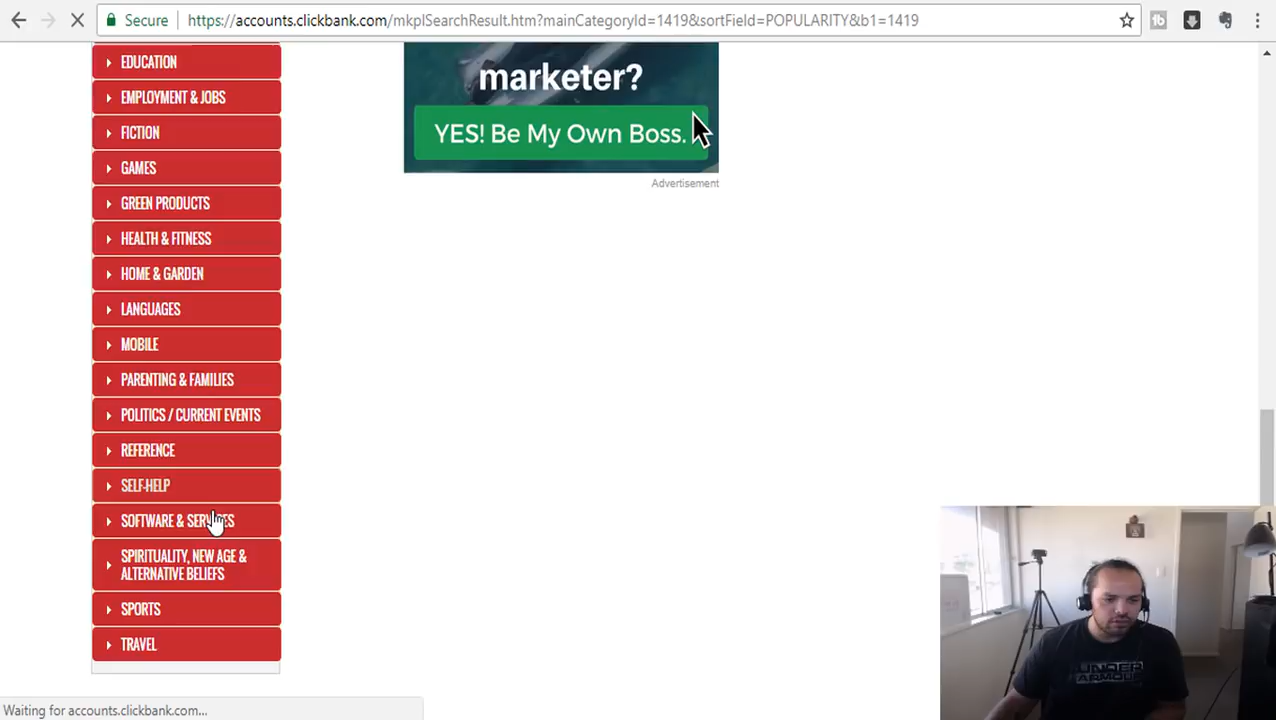 Secure
https://accounts.clickbank.com/mkplSearchResult.htm?mainCategoryId=1419&sortField=POPULARITY&b1=1419
EDUCATION
EMPLOYMENT & JOBS
FICTION
GAMES
GREEN PRODUCTS
HEALTH & FITNESS
HOME & GARDEN
LANGUAGES
MOBILE
PARENTING & FAMILIES
POLITICS / CURRENT EVENTS
REFERENCE
SELF-HELP
SOFTWARE & SERVICES
SPIRITUALITY, NEW AGE &
ALTERNATIVE BELIEFS
SPORTS
TRAVEL
marketer?
YES! Be My Own Boss.
Advertisement
UNDER
ARMOUR
Waiting for accounts.clickbank.com...